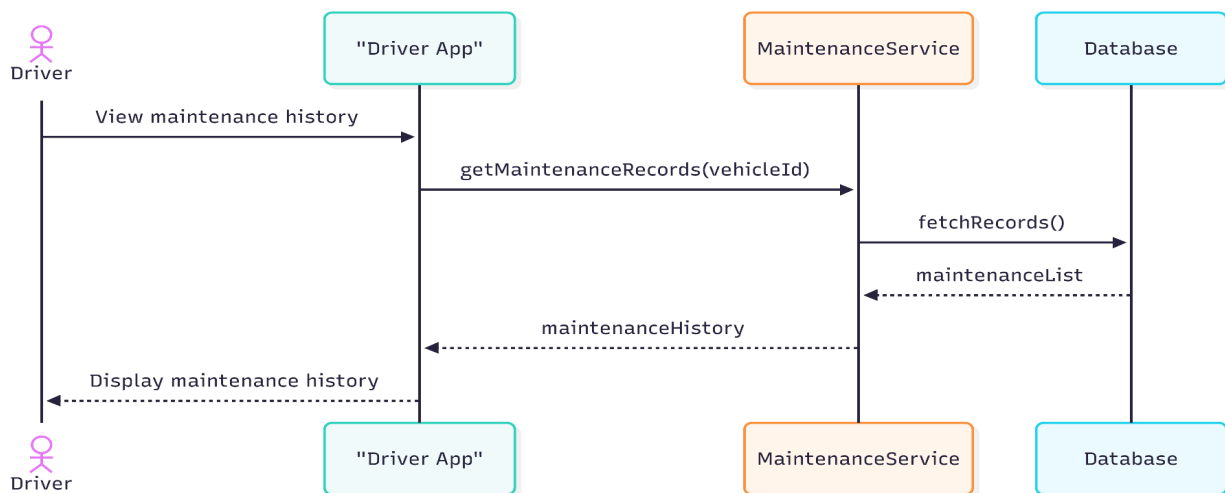 Driver
"Driver App"
MaintenanceService
Database
View maintenance history
getMaintenanceRecords(vehicleId)
fetchRecords()
maintenanceList
maintenanceHistory
Display maintenance history
Driver
"Driver App"
MaintenanceService
Database